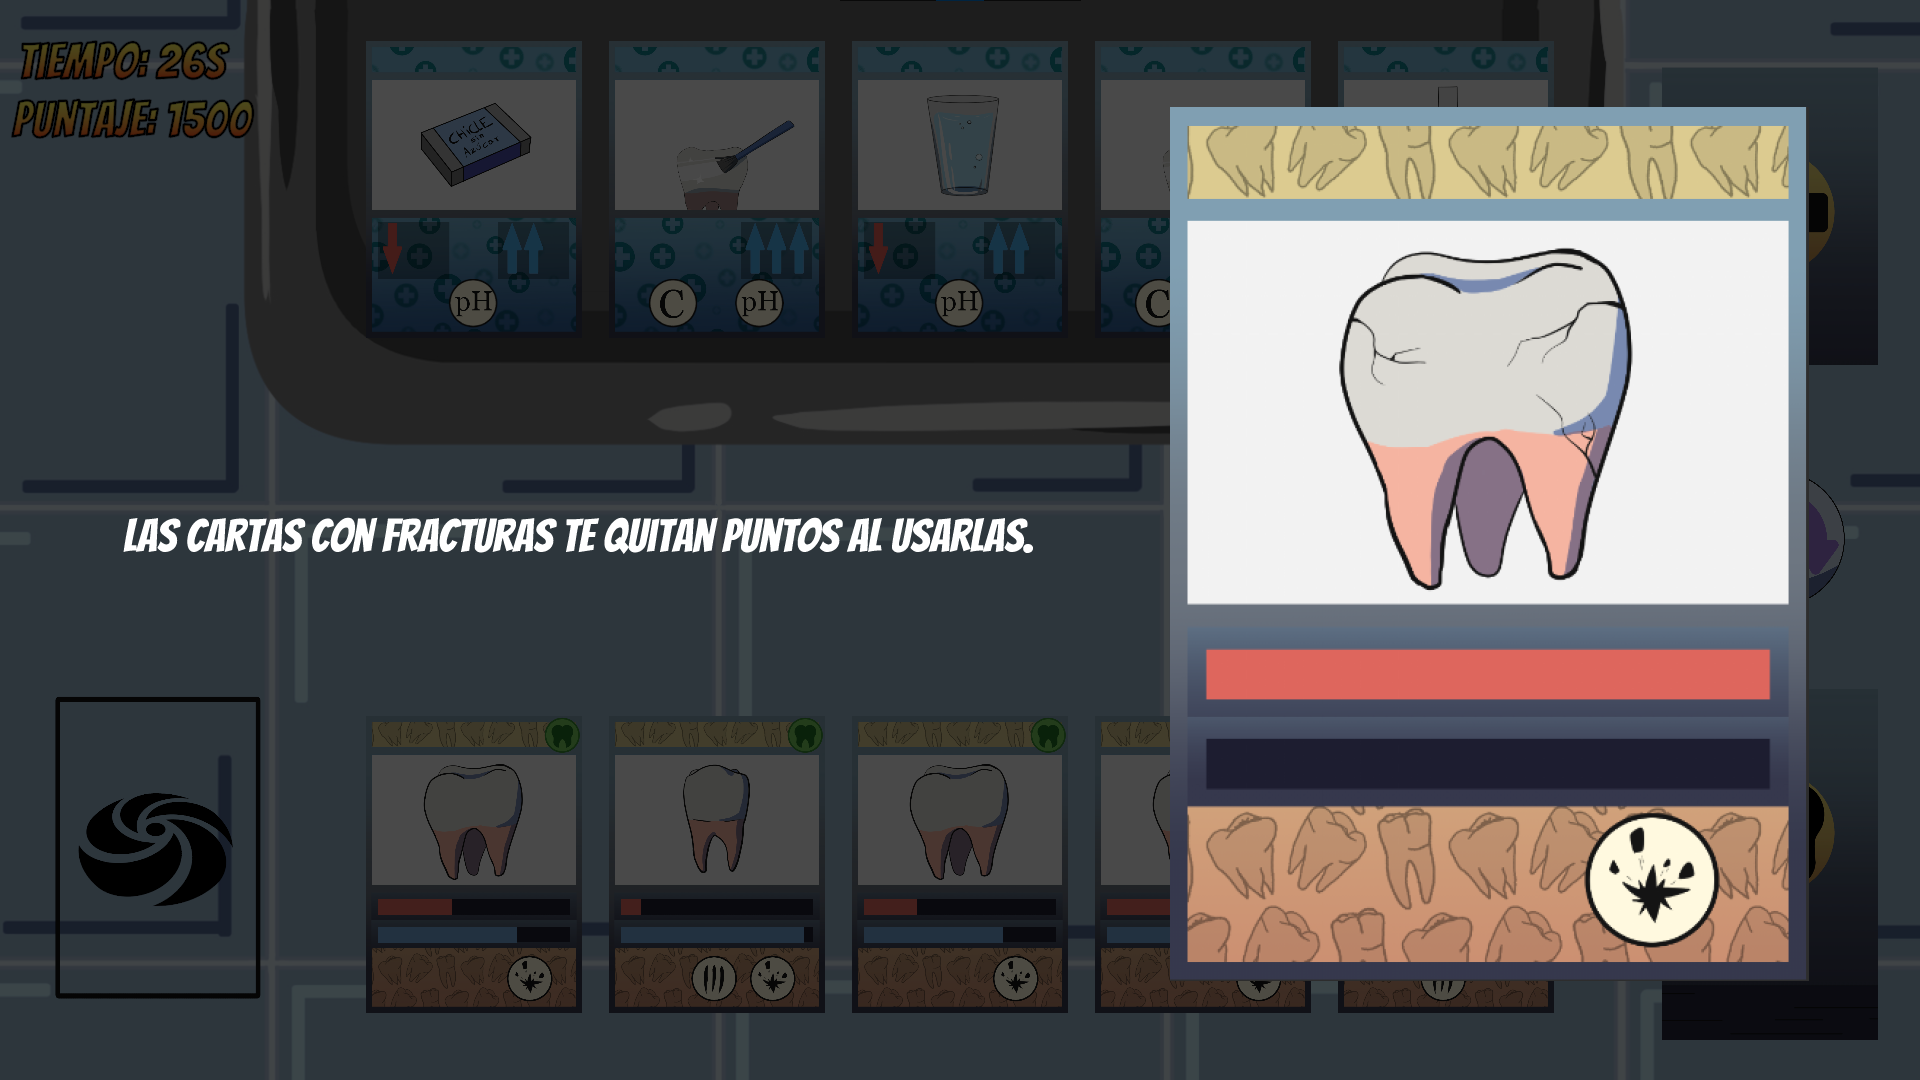 TIEMPO: 26S
PUNTAJE: 1500
CHICLE
sin
Azúcar
pH
C
pH
pH
C
LAS CARTAS CON FRACTURAS TE QUITAN PUNTOS AL USARLAS.